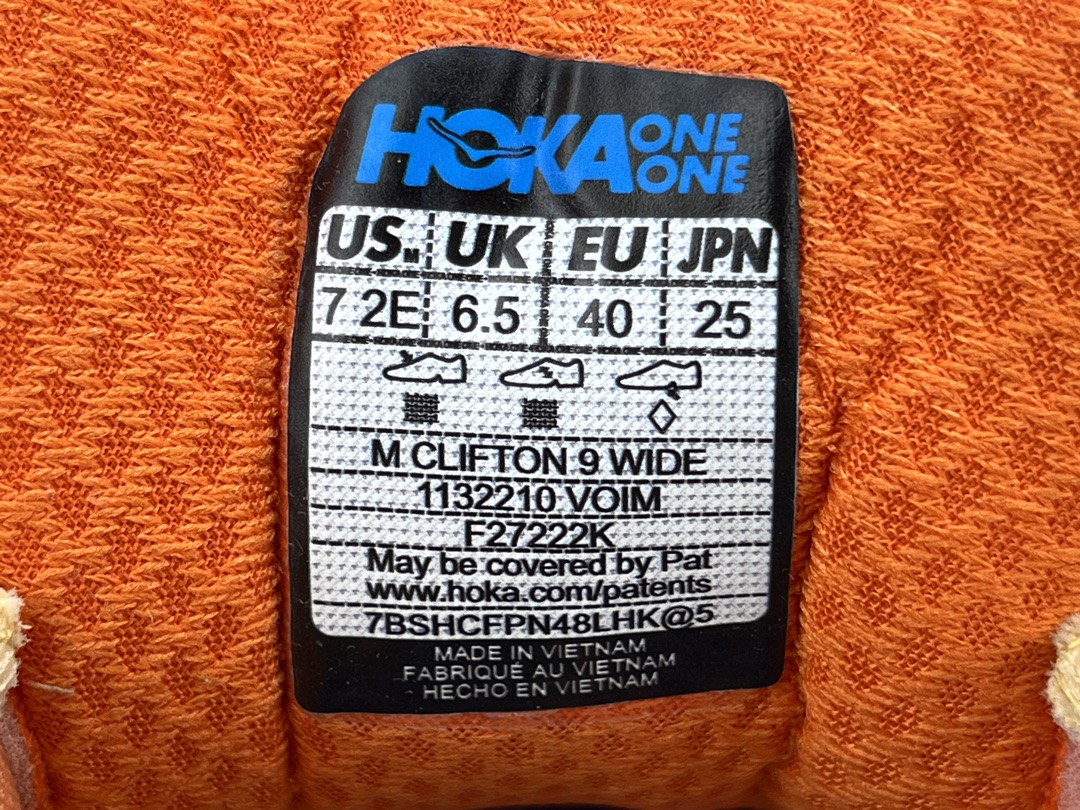 HOKA ONE ONE
US.M UK EU JPN
7 2E 6.5 40 25
M CLIFTON 9 WIDE
1132210 VOIM
F27222K
May be covered by Pat
www.hoka.com/patents
7BSHCFPN48LHK@5
MADE IN VIETNAM
FABRIQUÉ AU VIETNAM
HECHO EN VIETNAM